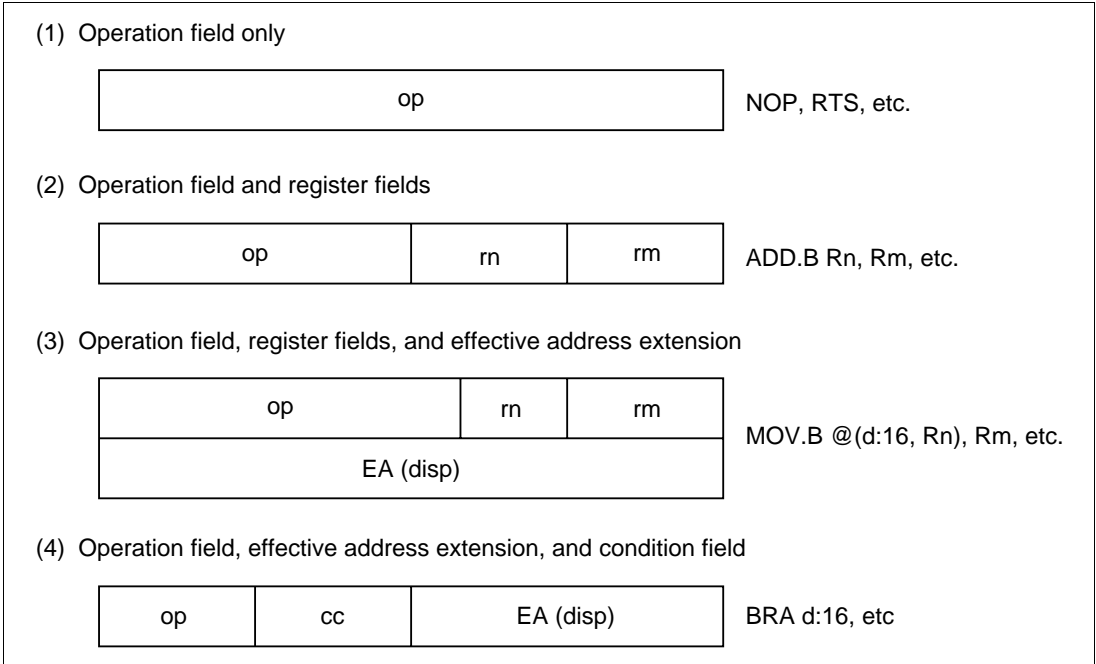 (1) Operation field only
op
NOP, RTS, etc.
(2) Operation field and register fields
op rn rm
ADD.B Rn, Rm, etc.
(3) Operation field, register fields, and effective address extension
op rn rm
MOV.B @(d:16, Rn), Rm, etc.
EA (disp)
(4) Operation field, effective address extension, and condition field
op cc EA (disp)
BRA d:16, etc